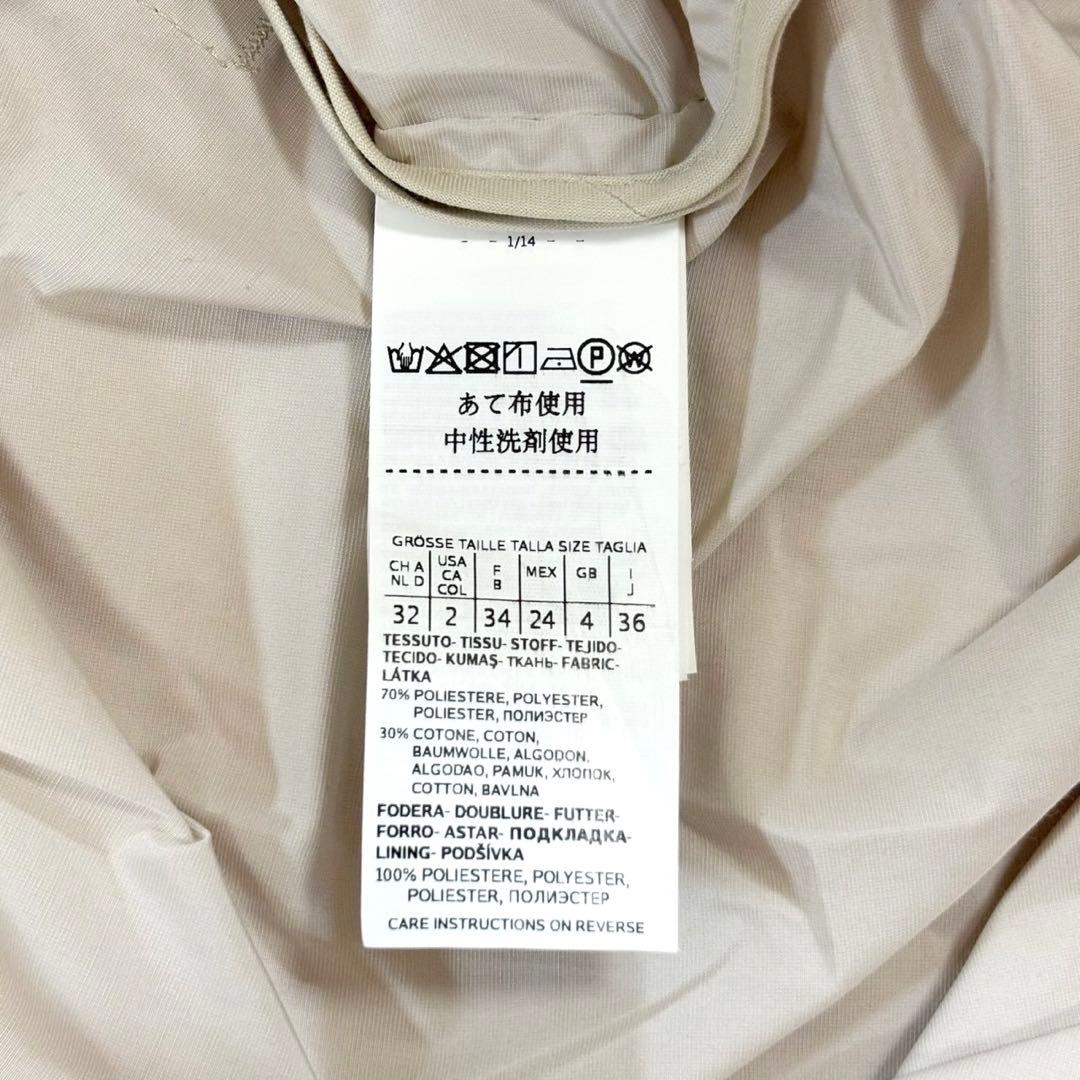 - - 1/14 - -
P W
あて布使用
中性洗剤使用
GRÖSSE TAILLE TALLA SIZE TAGLIA
CH A NL D USA CA COL F B MEX GB I J
32 2 34 24 4 36
TESSUTO- TISSU- STOFF- TEJIDO-
TECIDO- KUMAŞ- ТКАНЬ- FABRIC-
LÁTKA
70% POLIESTERE, POLYESTER,
POLIESTER, ПОЛИЭСТЕР
30% COTONE, COTON,
BAUMWOLLE, ALGODON,
ALGODAO, PAMUK, ХЛОПОК,
COTTON, BAVLNA
FODERA- DOUBLURE- FUTTER-
FORRO- ASTAR- ПОДКЛАДКА-
LINING- PODŠÍVKA
100% POLIESTERE, POLYESTER,
POLIESTER, ПОЛИЭСТЕР
CARE INSTRUCTIONS ON REVERSE